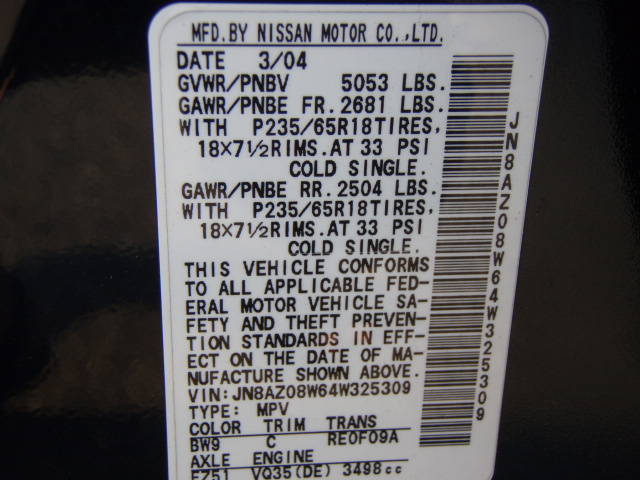 MFD.BY NISSAN MOTOR CO.,LTD.
DATE 3/04
GVWR/PNBV 5053 LBS.
GAWR/PNBE FR. 2681 LBS.
WITH P235/65R18TIRES,
18X7½RIMS.AT 33 PSI
COLD SINGLE.
GAWR/PNBE RR. 2504 LBS.
WITH P235/65R18TIRES,
18X7½RIMS.AT 33 PSI
COLD SINGLE.
THIS VEHICLE CONFORMS
TO ALL APPLICABLE FED-
ERAL MOTOR VEHICLE SA-
FETY AND THEFT PREVEN-
TION STANDARDS IN EFF-
ECT ON THE DATE OF MA-
NUFACTURE SHOWN ABOVE.
VIN:JN8AZ08W64W325309
TYPE: MPV
COLOR TRIM TRANS
BW9 C RE0F09A
AXLE ENGINE
FZ51 VQ35(DE) 3498cc
JN8AZ08W64W325309